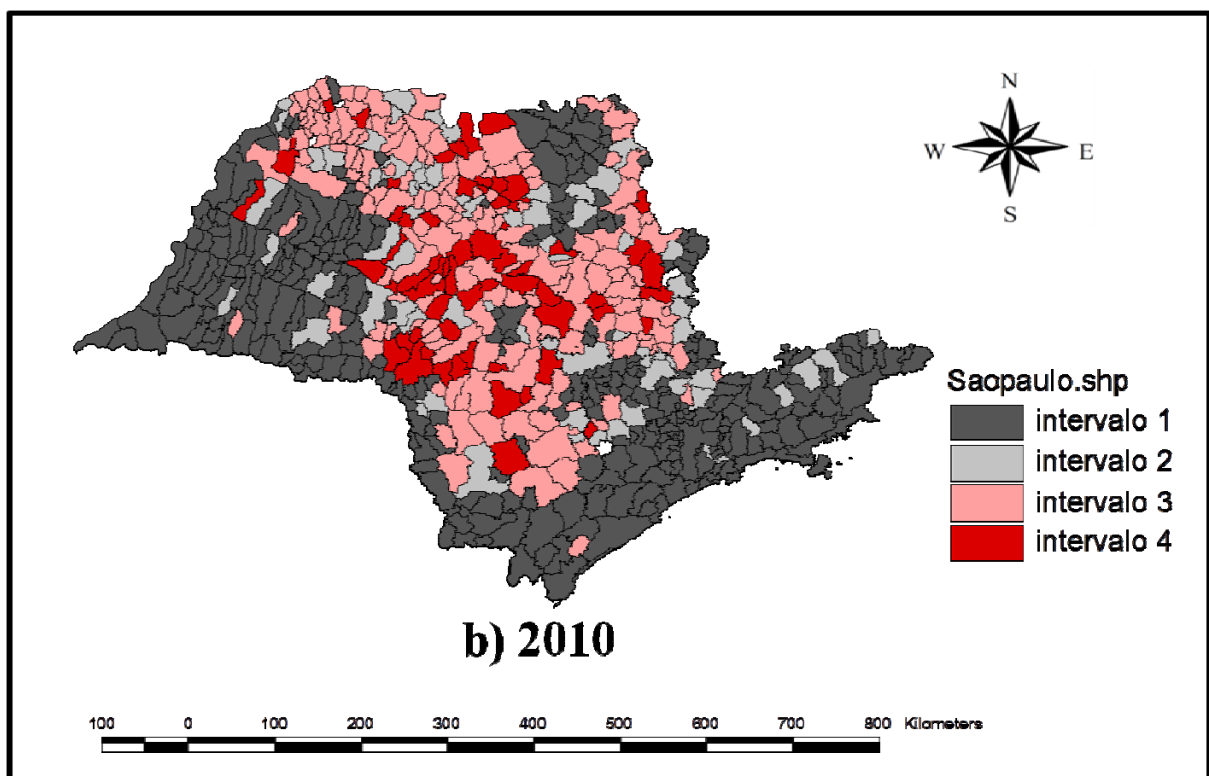 N
W E
S
Saopaulo.shp
intervalo 1
intervalo 2
intervalo 3
intervalo 4
b) 2010
100 0 100 200 300 400 500 600 700 800 Kilometers